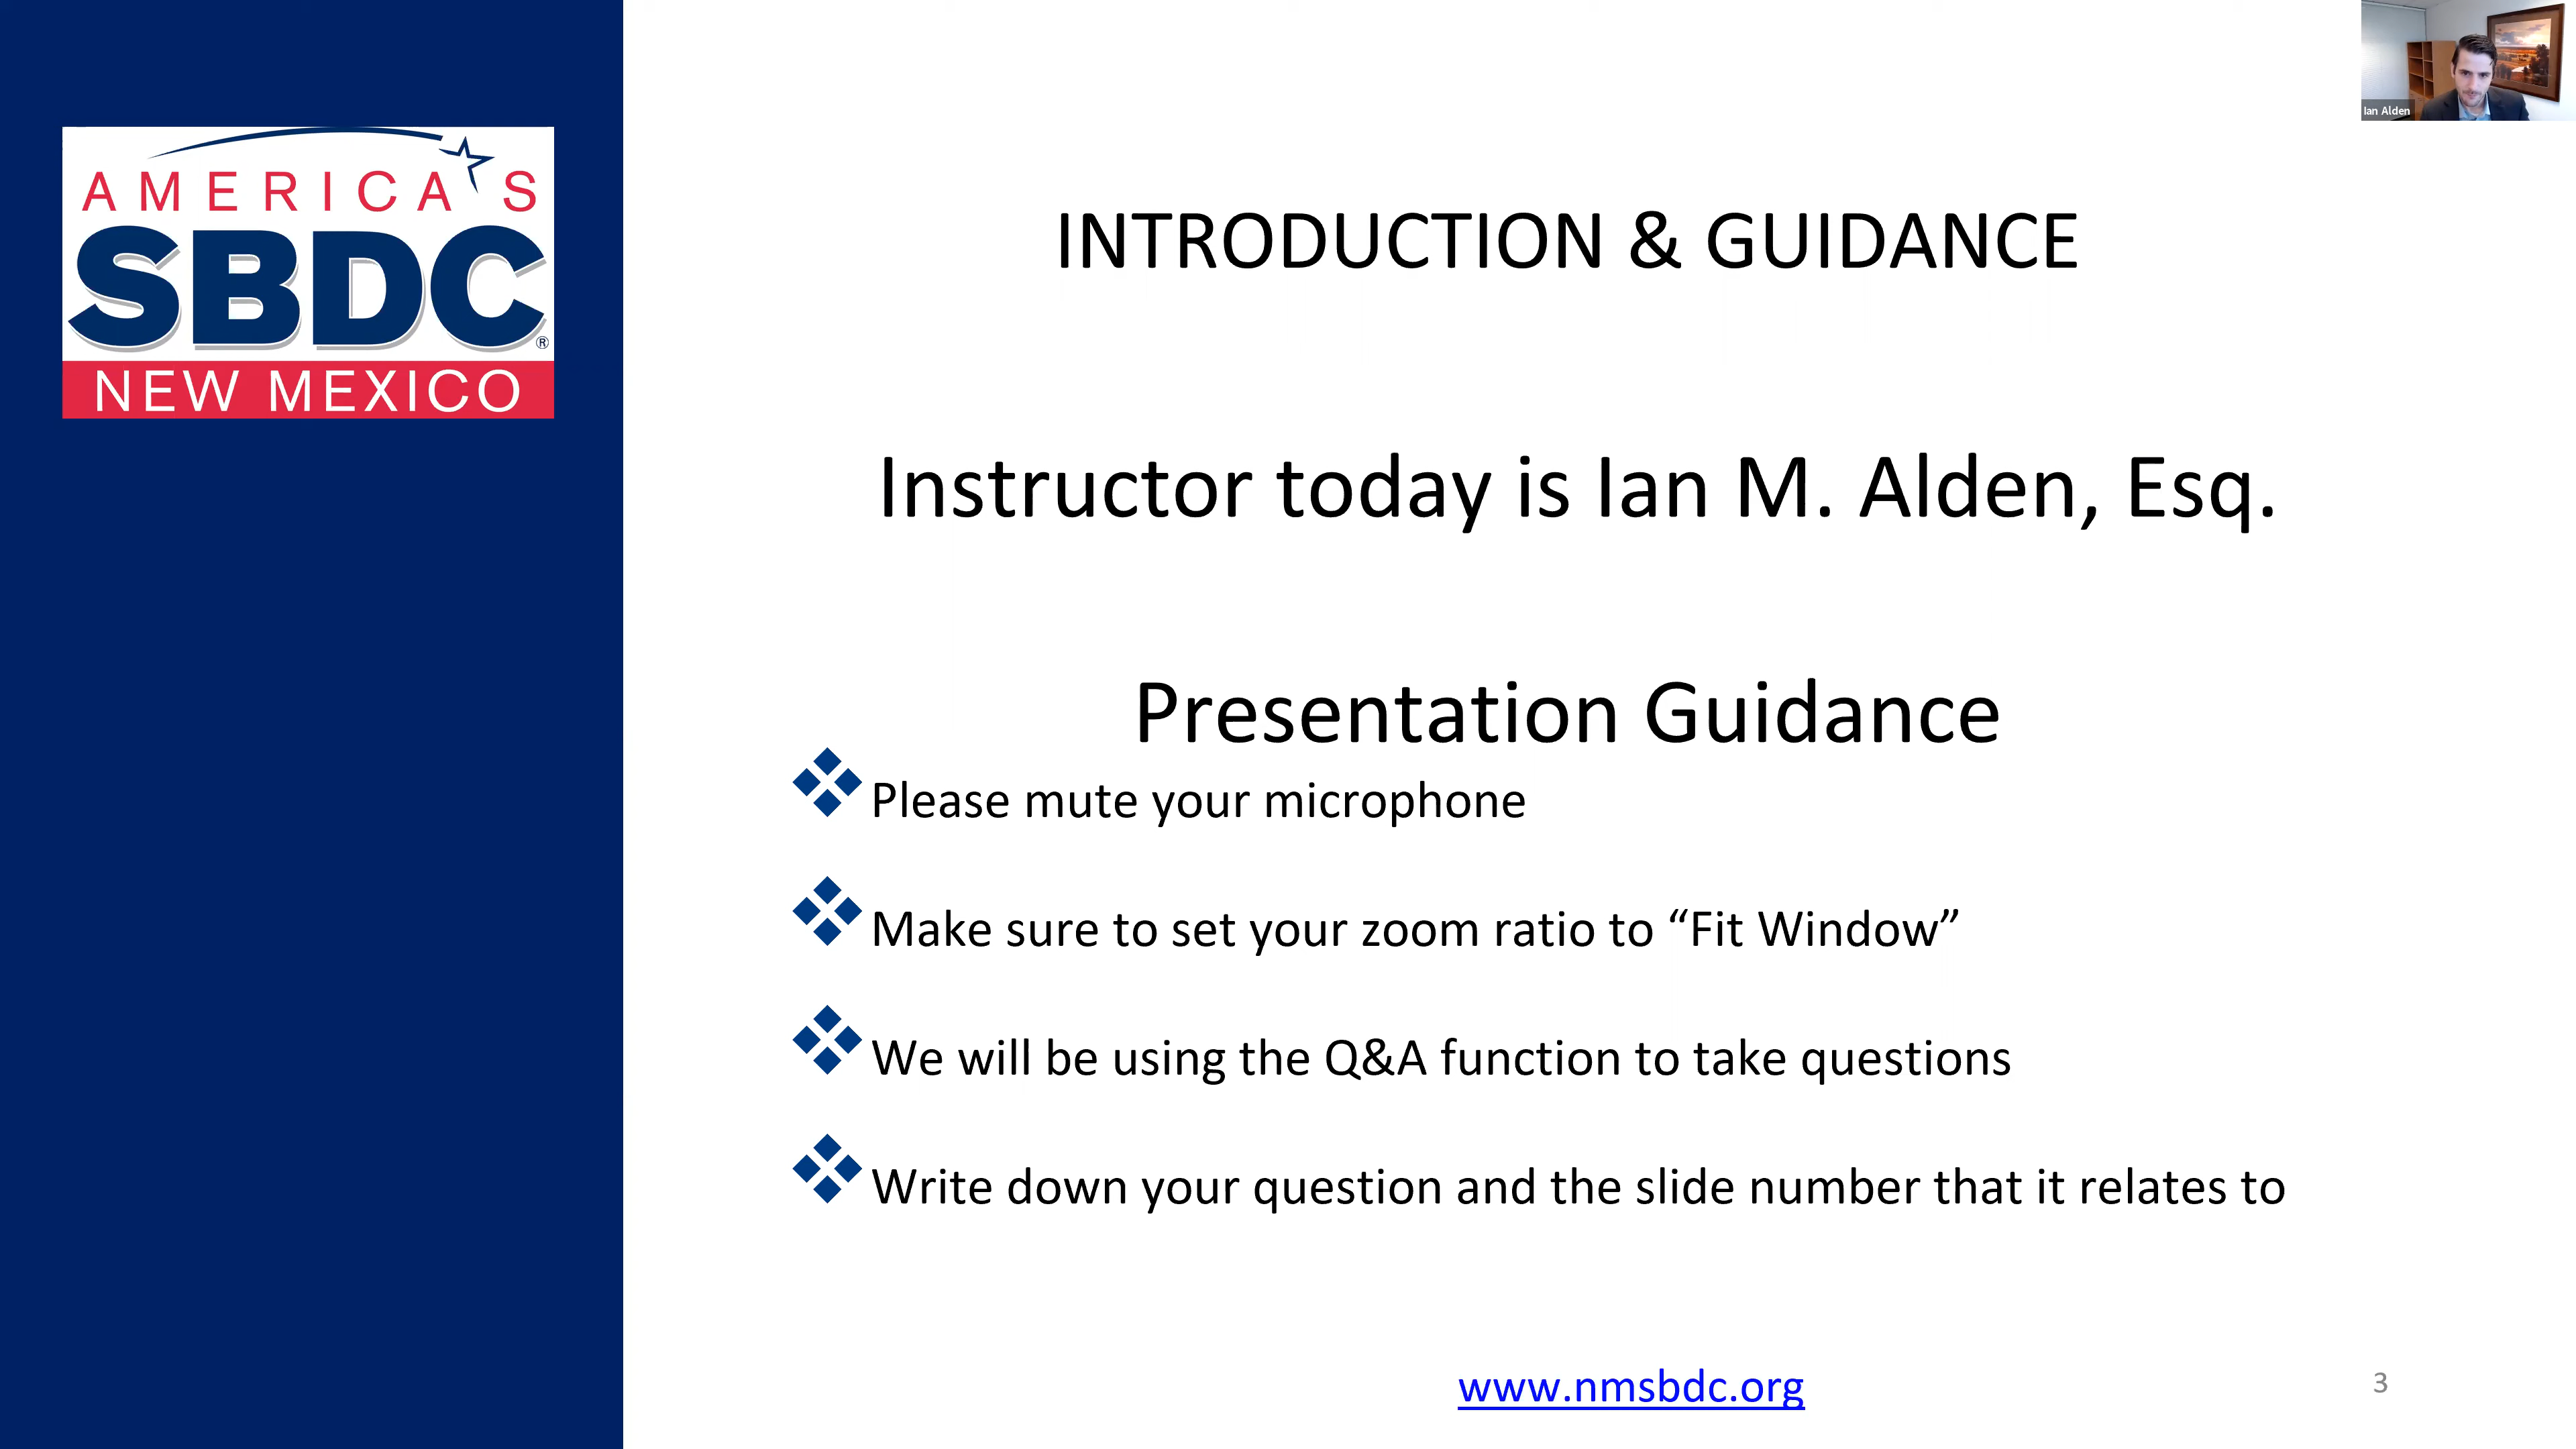 AMERICA'S
SBDC®
NEW MEXICO
Ian Alden
INTRODUCTION & GUIDANCE
Instructor today is Ian M. Alden, Esq.
Presentation Guidance
Please mute your microphone
Make sure to set your zoom ratio to “Fit Window”
We will be using the Q&A function to take questions
Write down your question and the slide number that it relates to
www.nmsbdc.org
3